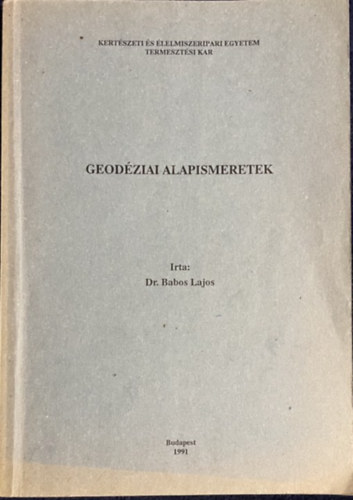 KERTÉSZETI ÉS ÉLELMISZERIPARI EGYETEM
TERMESZTÉSI KAR
GEODÉZIAI ALAPISMERETEK
Irta:
Dr. Babos Lajos
Budapest
1991